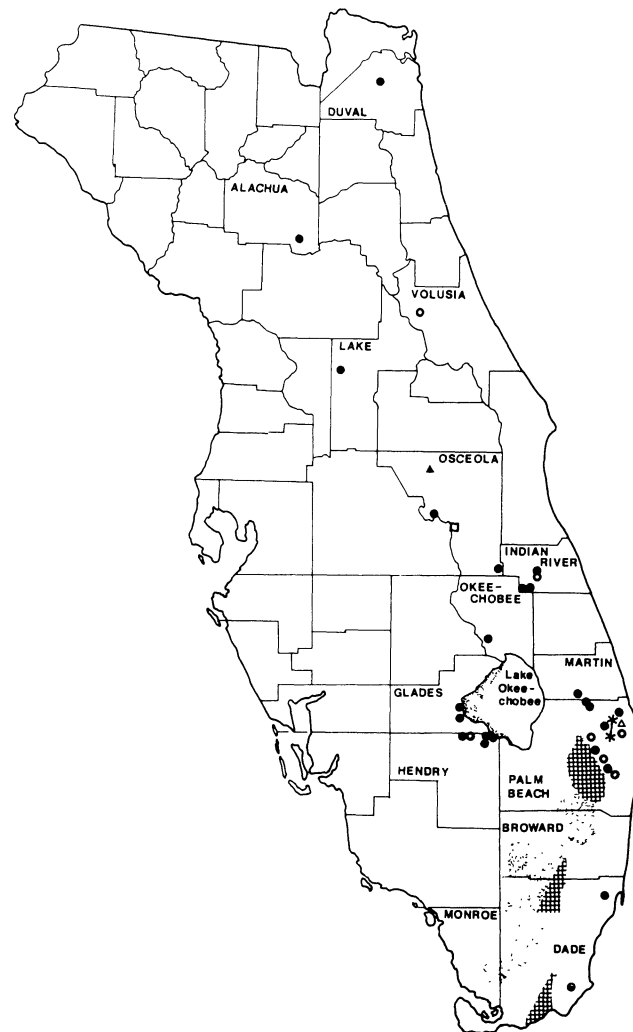 DUVAL
ALACHUA
VOLUSIA
LAKE
OSCEOLA
INDIAN
RIVER
OKEE-
CHOBEE
MARTIN
Lake
Okee-
chobee
GLADES
HENDRY
PALM
BEACH
BROWARD
MONROE
DADE